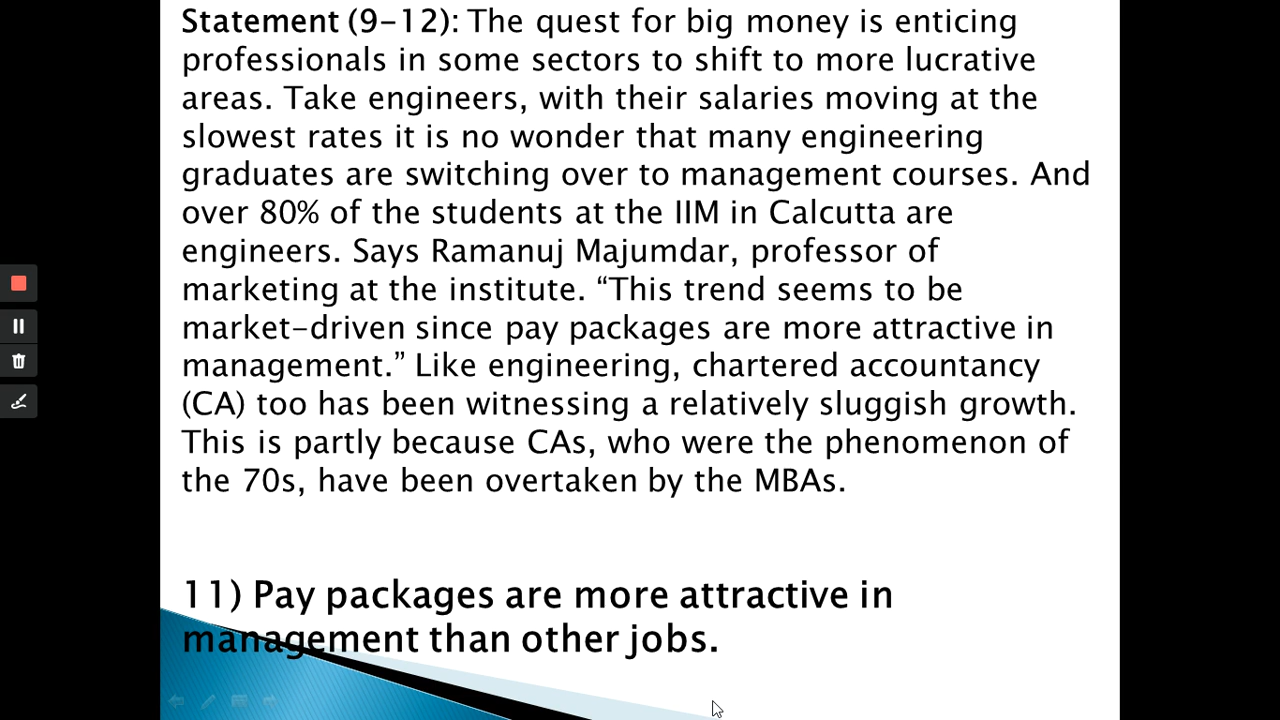 Statement (9-12): The quest for big money is enticing
professionals in some sectors to shift to more lucrative
areas. Take engineers, with their salaries moving at the
slowest rates it is no wonder that many engineering
graduates are switching over to management courses. And
over 80% of the students at the IIM in Calcutta are
engineers. Says Ramanuj Majumdar, professor of
marketing at the institute. “This trend seems to be
market-driven since pay packages are more attractive in
management.” Like engineering, chartered accountancy
(CA) too has been witnessing a relatively sluggish growth.
This is partly because CAs, who were the phenomenon of
the 70s, have been overtaken by the MBAs.
11) Pay packages are more attractive in
management than other jobs.